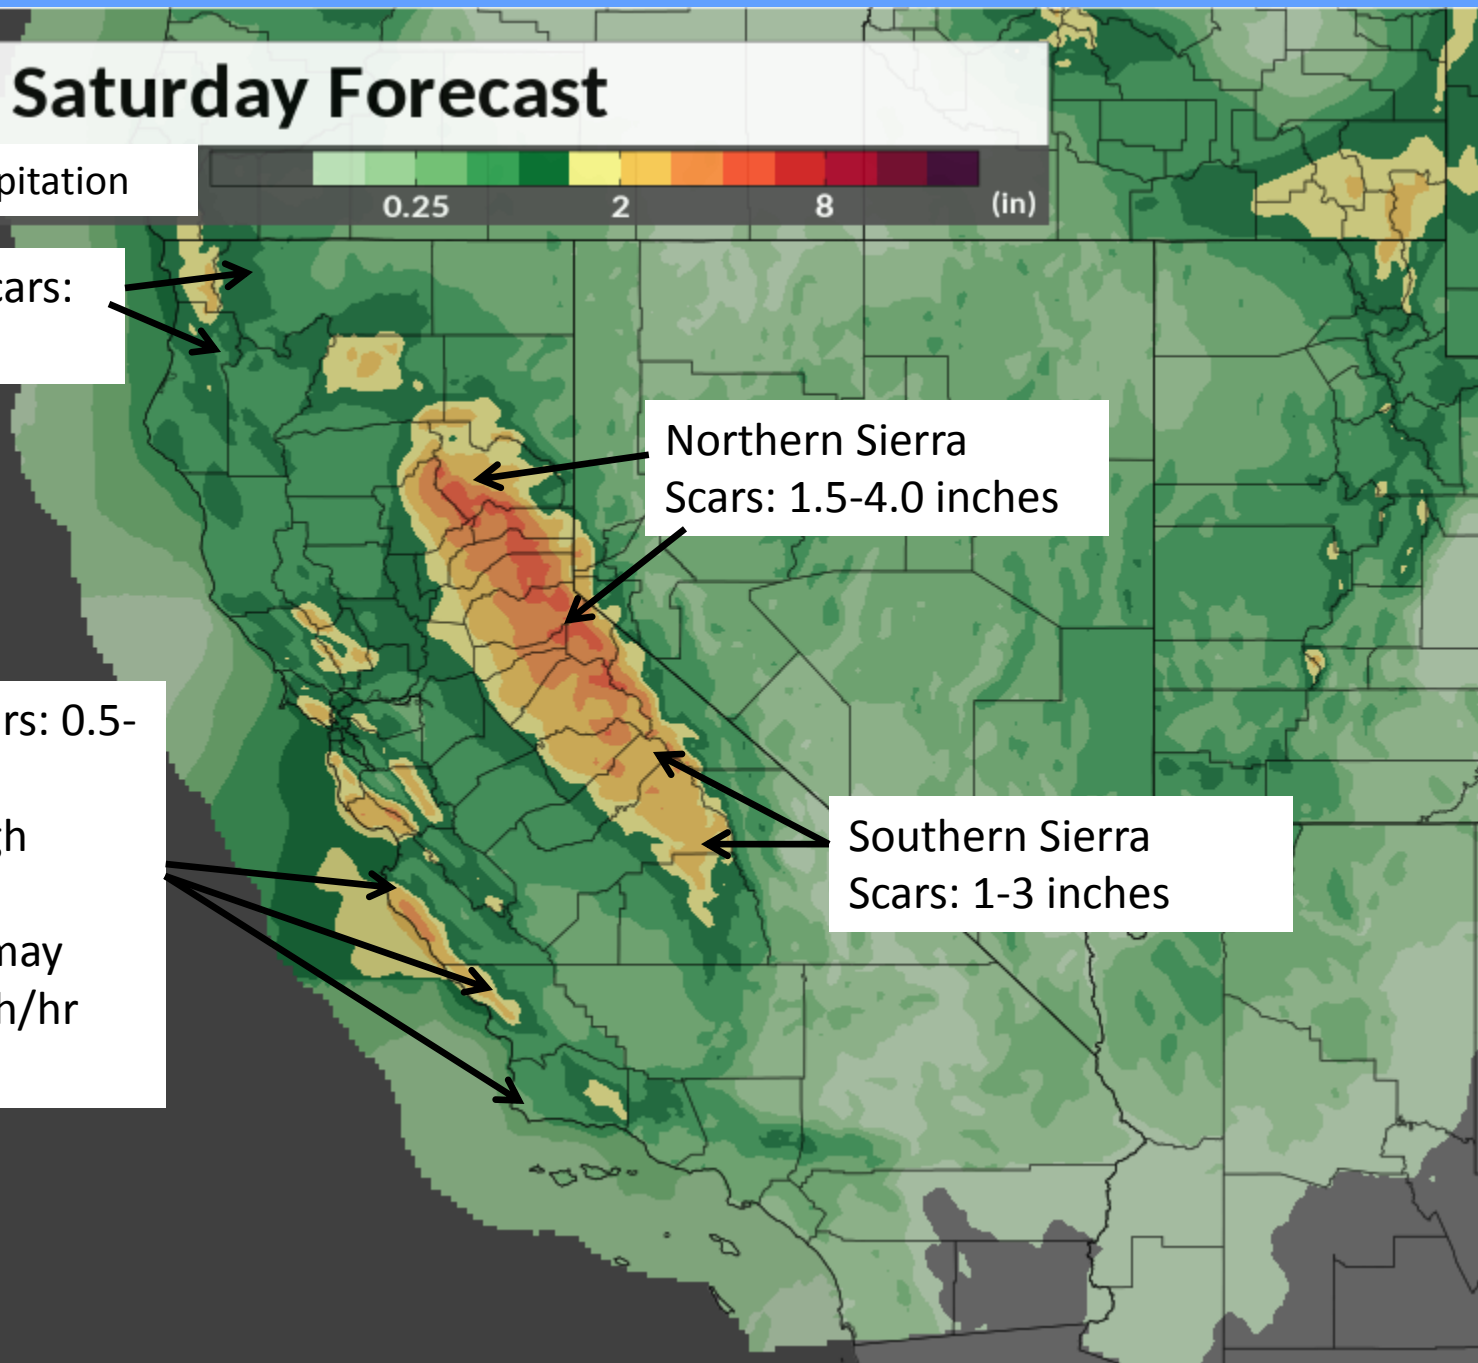 Saturday Forecast
pitation
0.25 2 8 (in)
cars:
Northern Sierra
Scars: 1.5-4.0 inches
rs: 0.5-
gh
may
h/hr
Southern Sierra
Scars: 1-3 inches